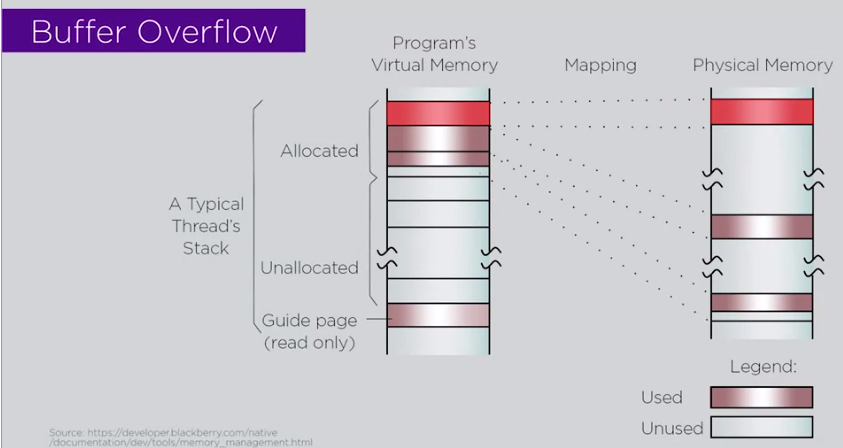 Buffer Overflow
Program's
Virtual Memory
Mapping
Physical Memory
Allocated
A Typical
Thread's
Stack
Unallocated
Guide page
(read only)
Legend:
Used
Unused
Source: https://developer.blackberry.com/native
/documentation/dev/tools/memory_management.html